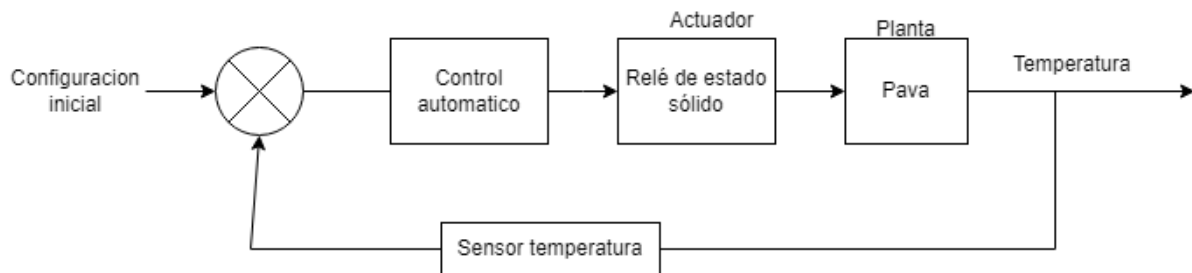 Actuador
Planta
Configuracion
inicial
Control
automatico
Relé de estado
sólido
Pava
Temperatura
Sensor temperatura